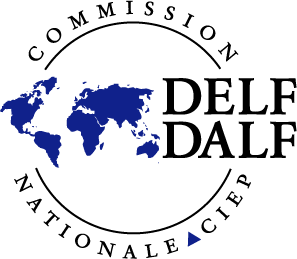 COMMISSION
DELF
DALF
NATIONALE CIEP